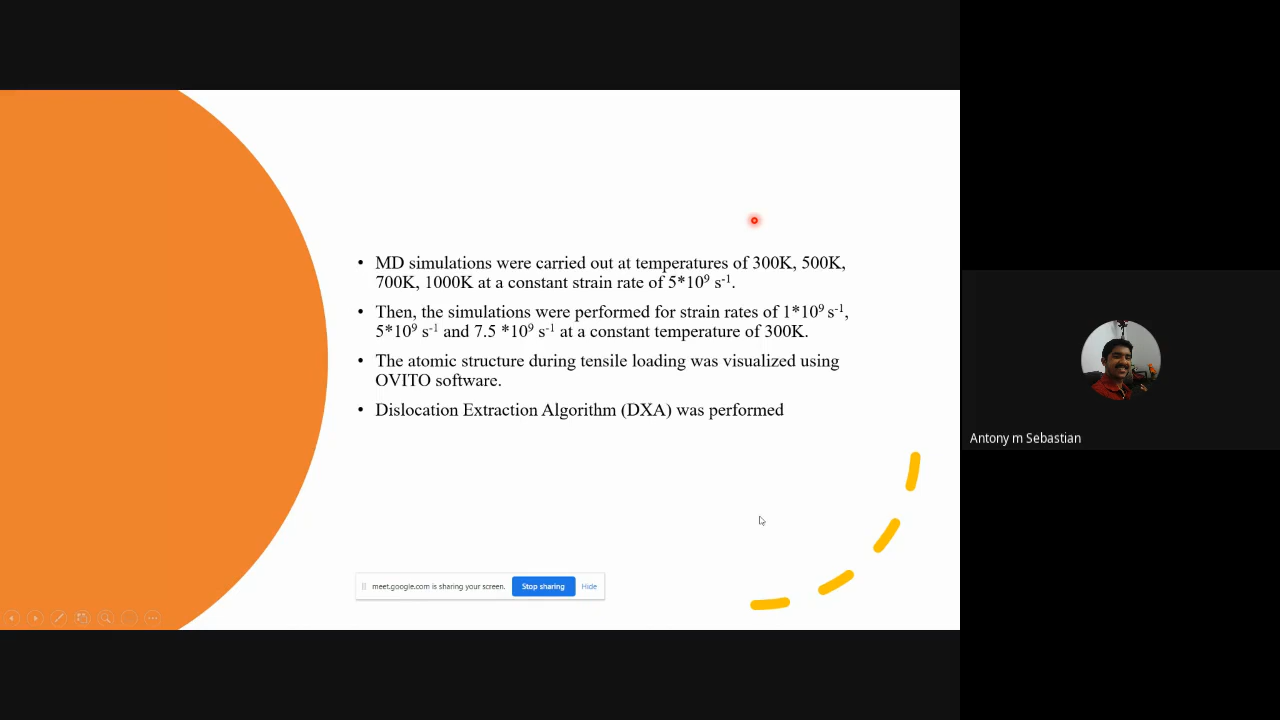 • MD simulations were carried out at temperatures of 300K, 500K,
700K, 1000K at a constant strain rate of 5*10⁹ s⁻¹.
• Then, the simulations were performed for strain rates of 1*10⁹ s⁻¹,
5*10⁹ s⁻¹ and 7.5 *10⁹ s⁻¹ at a constant temperature of 300K.
• The atomic structure during tensile loading was visualized using
OVITO software.
• Dislocation Extraction Algorithm (DXA) was performed
meet.google.com is sharing your screen. Stop sharing Hide
Antony m Sebastian